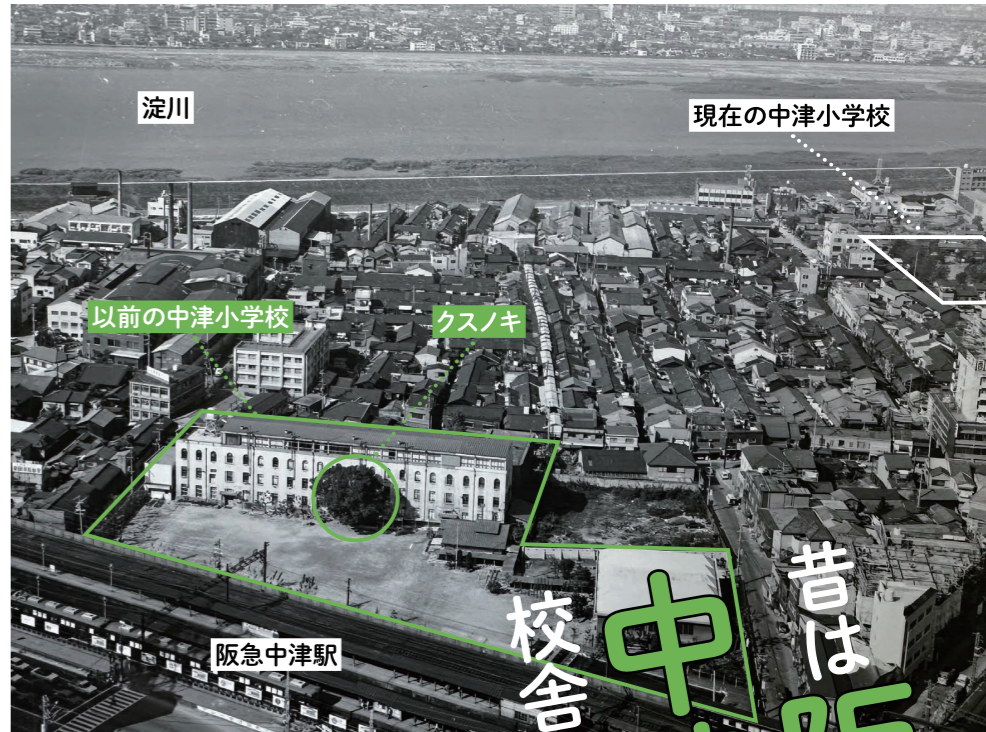 淀川
現在の中津小学校
以前の中津小学校
クスノキ
阪急中津駅
昔は
阪
中
校舎